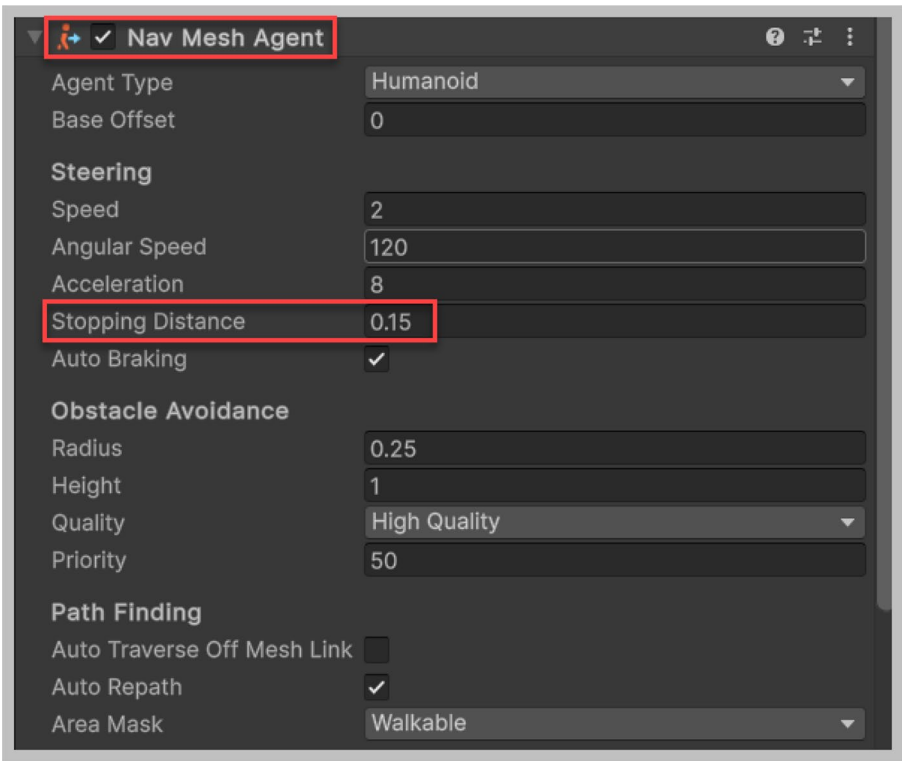 Nav Mesh Agent
Agent Type Humanoid
Base Offset 0
Steering
Speed 2
Angular Speed 120
Acceleration 8
Stopping Distance 0.15
Auto Braking
Obstacle Avoidance
Radius 0.25
Height 1
Quality High Quality
Priority 50
Path Finding
Auto Traverse Off Mesh Link
Auto Repath
Area Mask Walkable